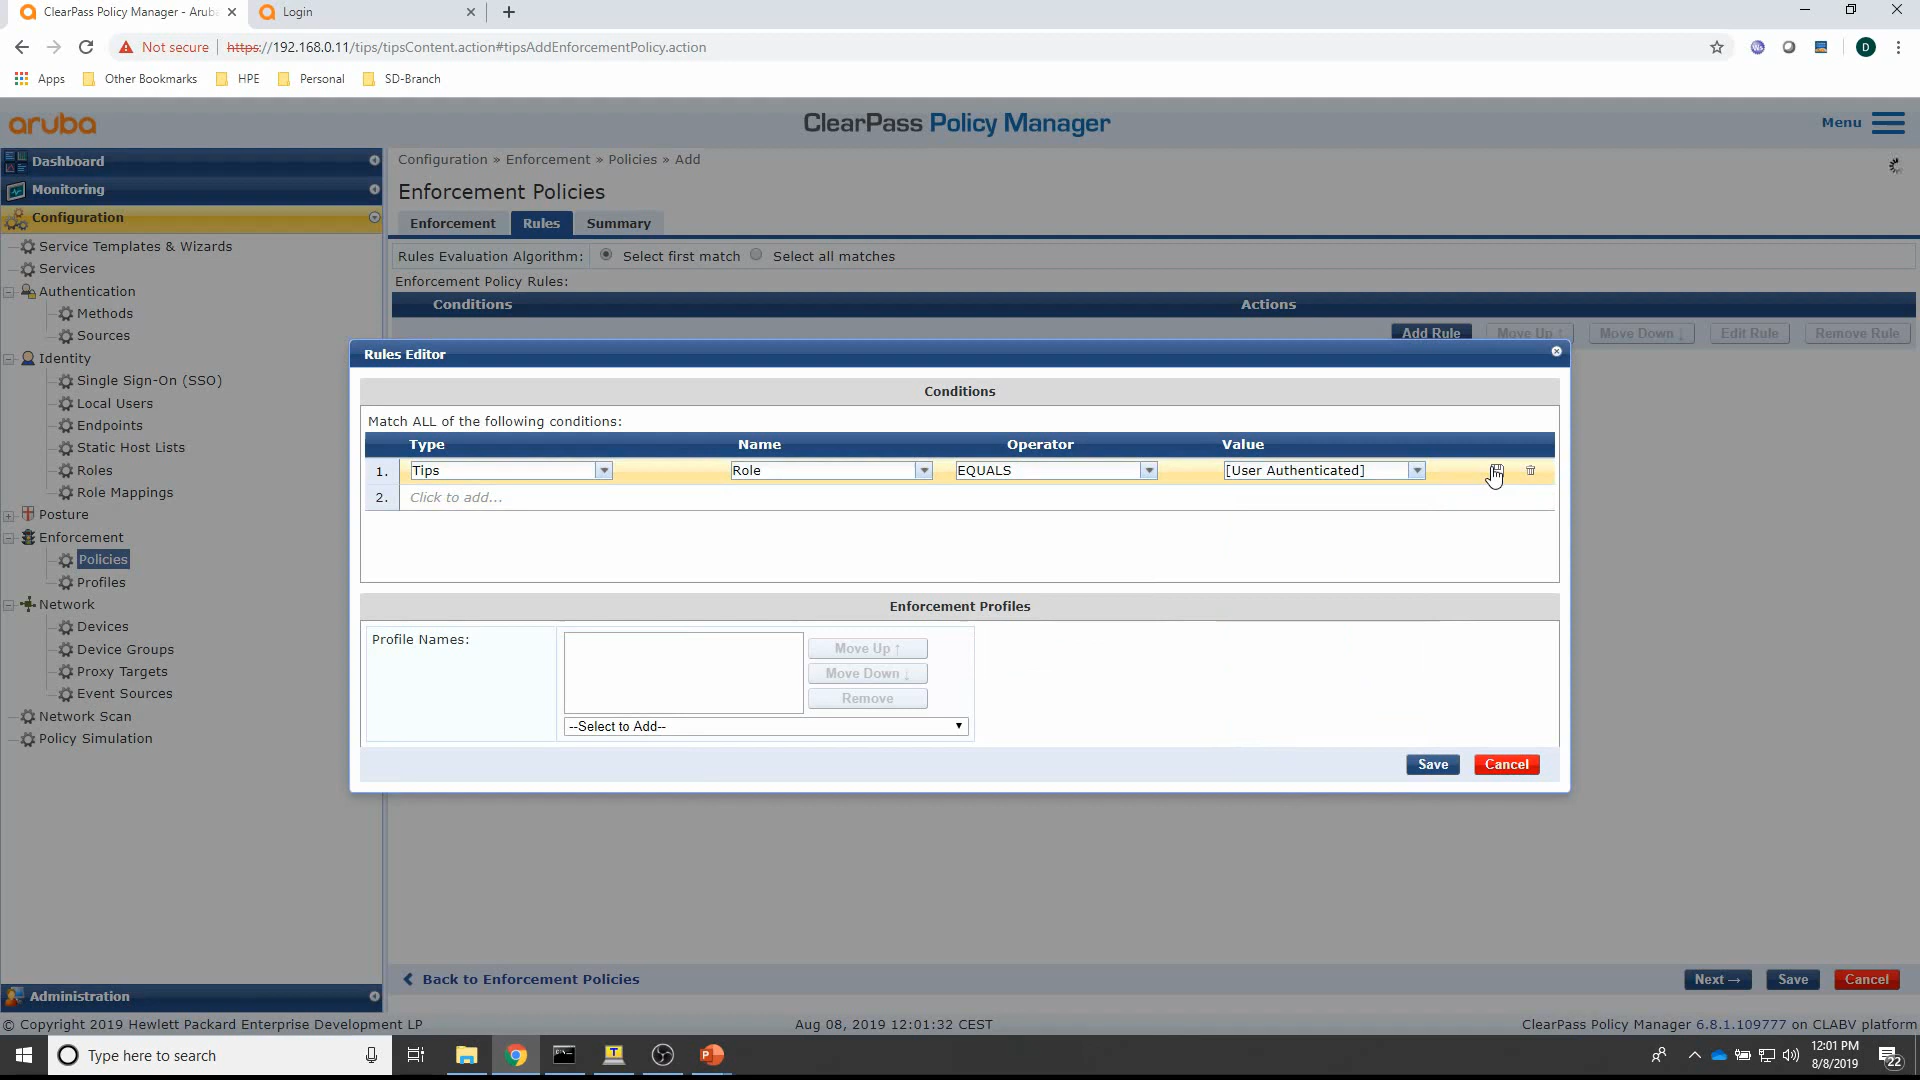 ClearPass Policy Manager - Aruba
Login
Not secure
https://192.168.0.11/tips/tipsContent.action#tipsAddEnforcementPolicy.action
D
Apps
Other Bookmarks
HPE
Personal
SD-Branch
aruba
ClearPass Policy Manager
Menu
Dashboard
Monitoring
Configuration
Service Templates & Wizards
Services
Authentication
Methods
Sources
Identity
Single Sign-On (SSO)
Local Users
Endpoints
Static Host Lists
Roles
Role Mappings
Posture
Enforcement
Policies
Profiles
Network
Devices
Device Groups
Proxy Targets
Event Sources
Network Scan
Policy Simulation
Administration
Configuration » Enforcement » Policies » Add
Enforcement Policies
Enforcement Rules Summary
Rules Evaluation Algorithm: Select first match Select all matches
Enforcement Policy Rules:
Conditions Actions
Add Rule Move Up ↑ Move Down ↓ Edit Rule Remove Rule
Rules Editor
Conditions
Match ALL of the following conditions:
Type Name Operator Value
1. Tips Role EQUALS [User Authenticated]
2. Click to add...
Enforcement Profiles
Profile Names:
Move Up ↑
Move Down ↓
Remove
--Select to Add--
Save Cancel
Back to Enforcement Policies
Next → Save Cancel
© Copyright 2019 Hewlett Packard Enterprise Development LP
Aug 08, 2019 12:01:32 CEST
ClearPass Policy Manager 6.8.1.109777 on CLABV platform
Type here to search
12:01 PM
8/8/2019
22